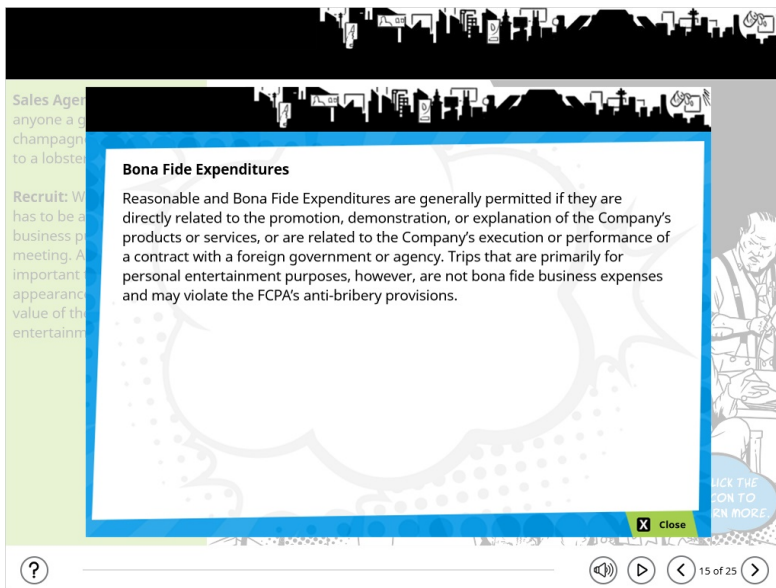 Sales Ager
anyone a g
champagn
to a lobste
Recruit: W
has to be a
business p
meeting. A
important
appearanc
value of the
entertainm
Bona Fide Expenditures
Reasonable and Bona Fide Expenditures are generally permitted if they are
directly related to the promotion, demonstration, or explanation of the Company's
products or services, or are related to the Company's execution or performance of
a contract with a foreign government or agency. Trips that are primarily for
personal entertainment purposes, however, are not bona fide business expenses
and may violate the FCPA's anti-bribery provisions.
X Close
LICK THE
CON TO
RN MORE.
?
15 of 25